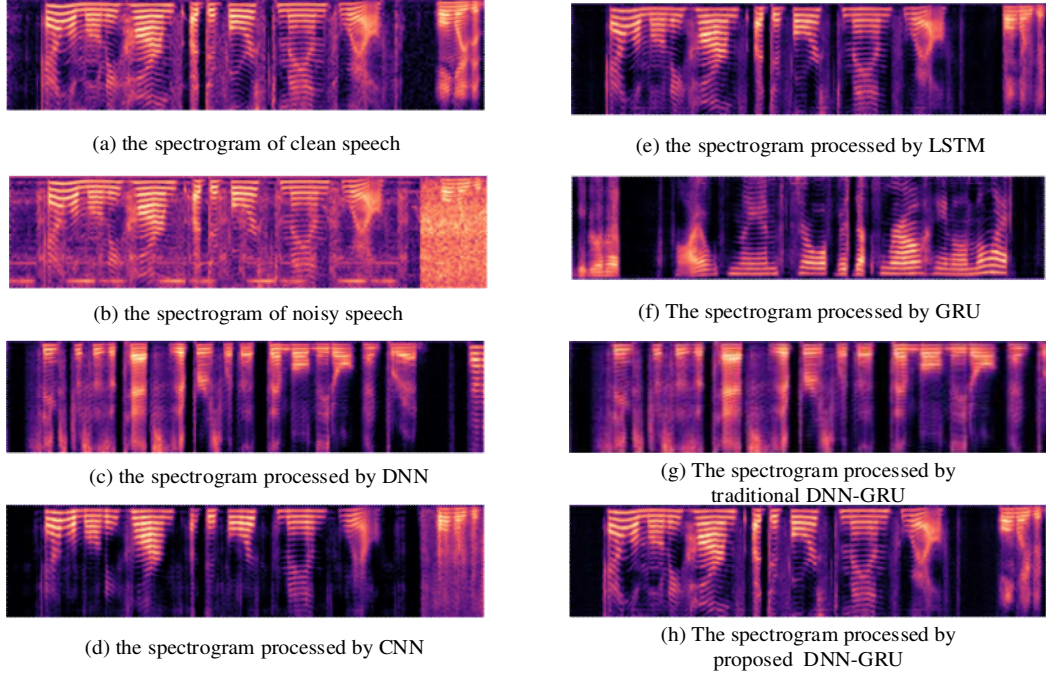 (a) the spectrogram of clean speech
(b) the spectrogram of noisy speech
(c) the spectrogram processed by DNN
(d) the spectrogram processed by CNN
(e) the spectrogram processed by LSTM
(f) The spectrogram processed by GRU
(g) The spectrogram processed by
traditional DNN-GRU
(h) The spectrogram processed by
proposed DNN-GRU